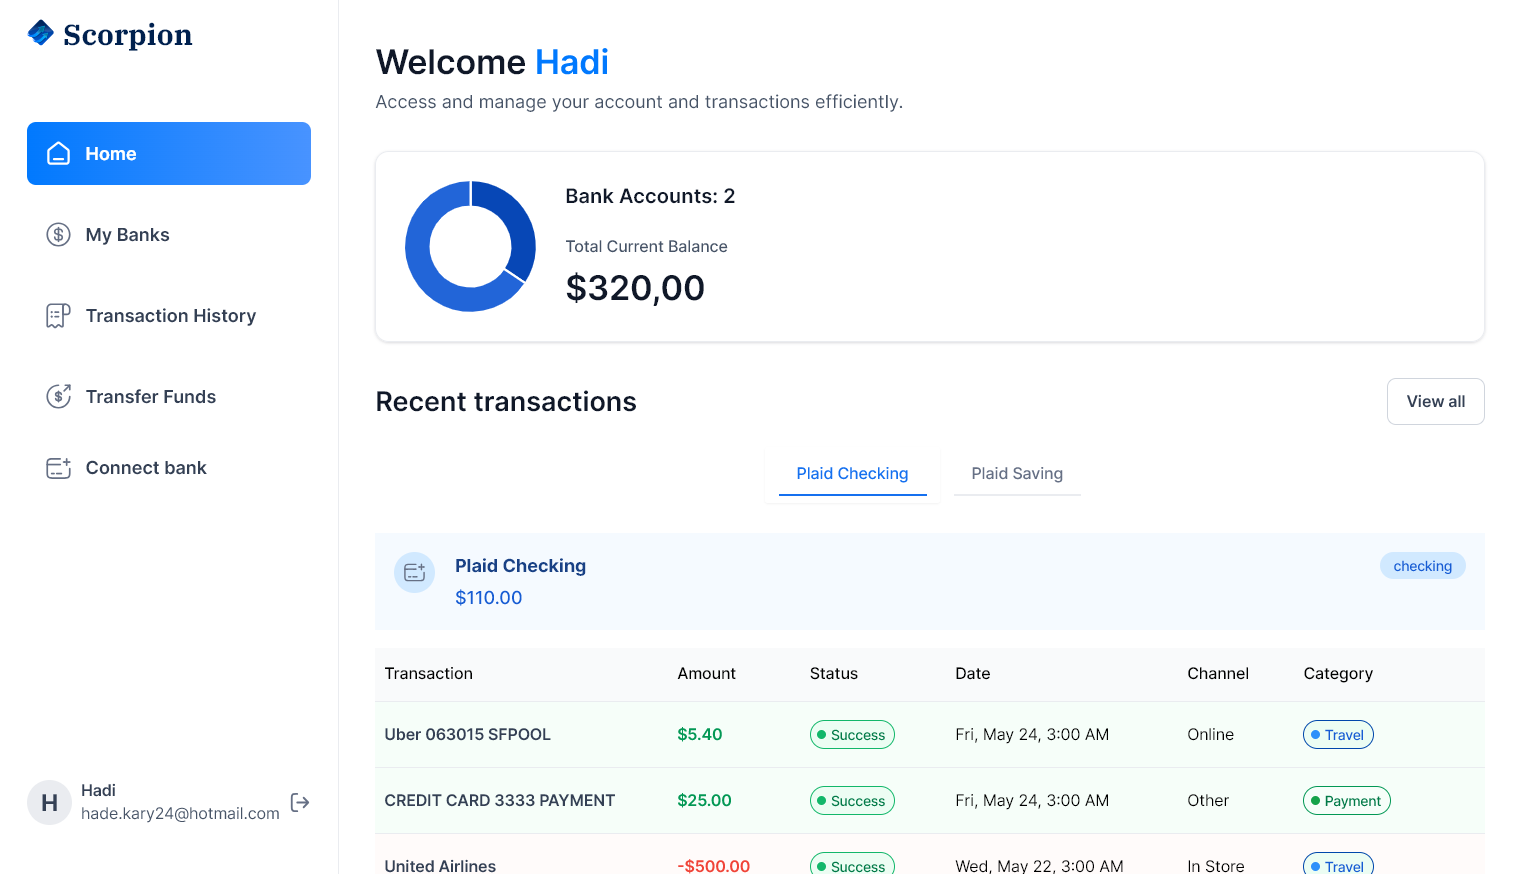 Scorpion
Home
My Banks
Transaction History
Transfer Funds
Connect bank
H
Hadi
hade.kary24@hotmail.com
Welcome Hadi
Access and manage your account and transactions efficiently.
Bank Accounts: 2
Total Current Balance
$320,00
Recent transactions
View all
Plaid Checking Plaid Saving
Plaid Checking
checking
$110.00
Transaction Amount Status Date Channel Category
Uber 063015 SFPOOL $5.40 Success Fri, May 24, 3:00 AM Online Travel
CREDIT CARD 3333 PAYMENT $25.00 Success Fri, May 24, 3:00 AM Other Payment
United Airlines -$500.00 Success Wed, May 22, 3:00 AM In Store Travel